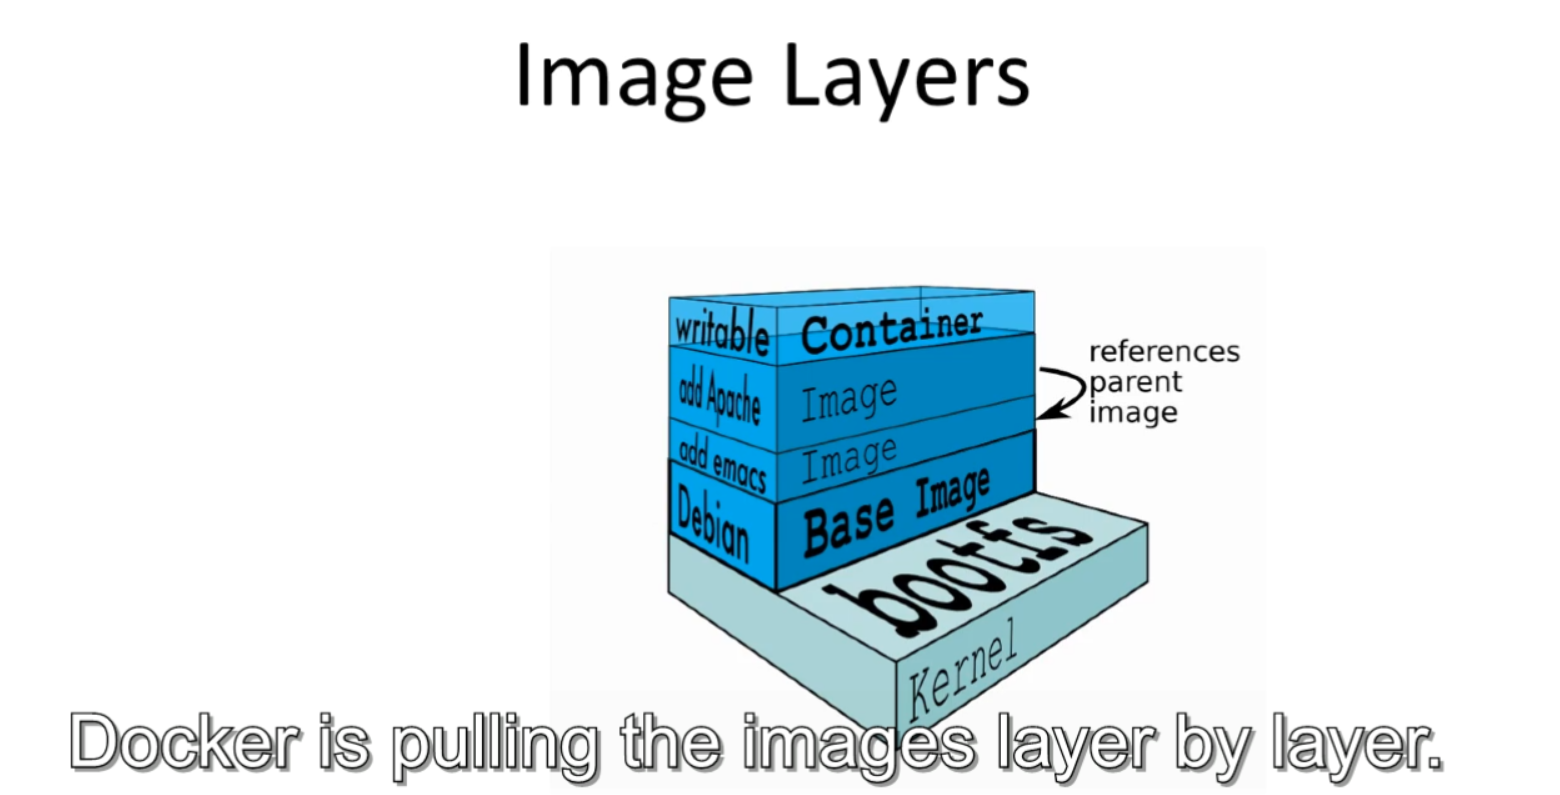 Image Layers
writable Container
add Apache Image
add emacs Image
Debian Base Image
references
parent
image
bootfs
Kernel
Docker is pulling the images layer by layer.